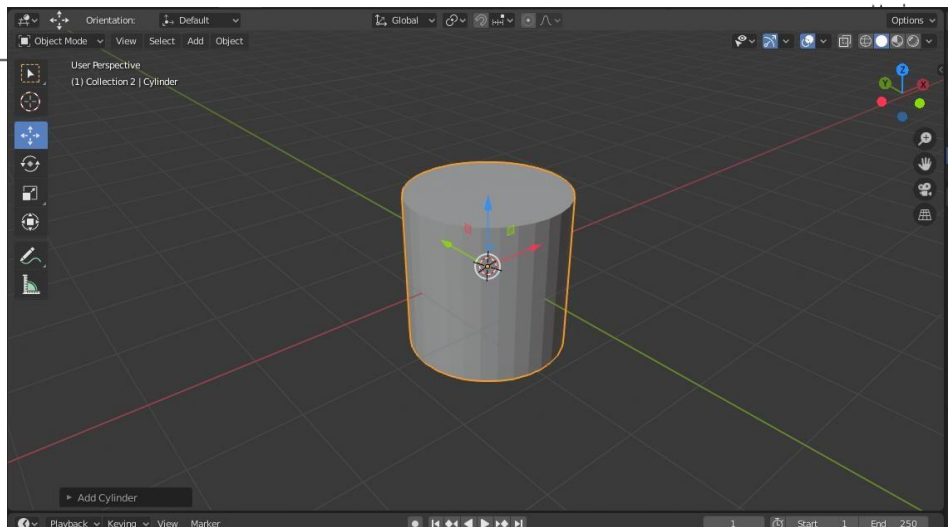 Orientation: Default Global Options
Object Mode View Select Add Object
User Perspective
(1) Collection 2 | Cylinder
Z
Y
X
Add Cylinder
Playback Keying View Marker 1 Start 1 End 250